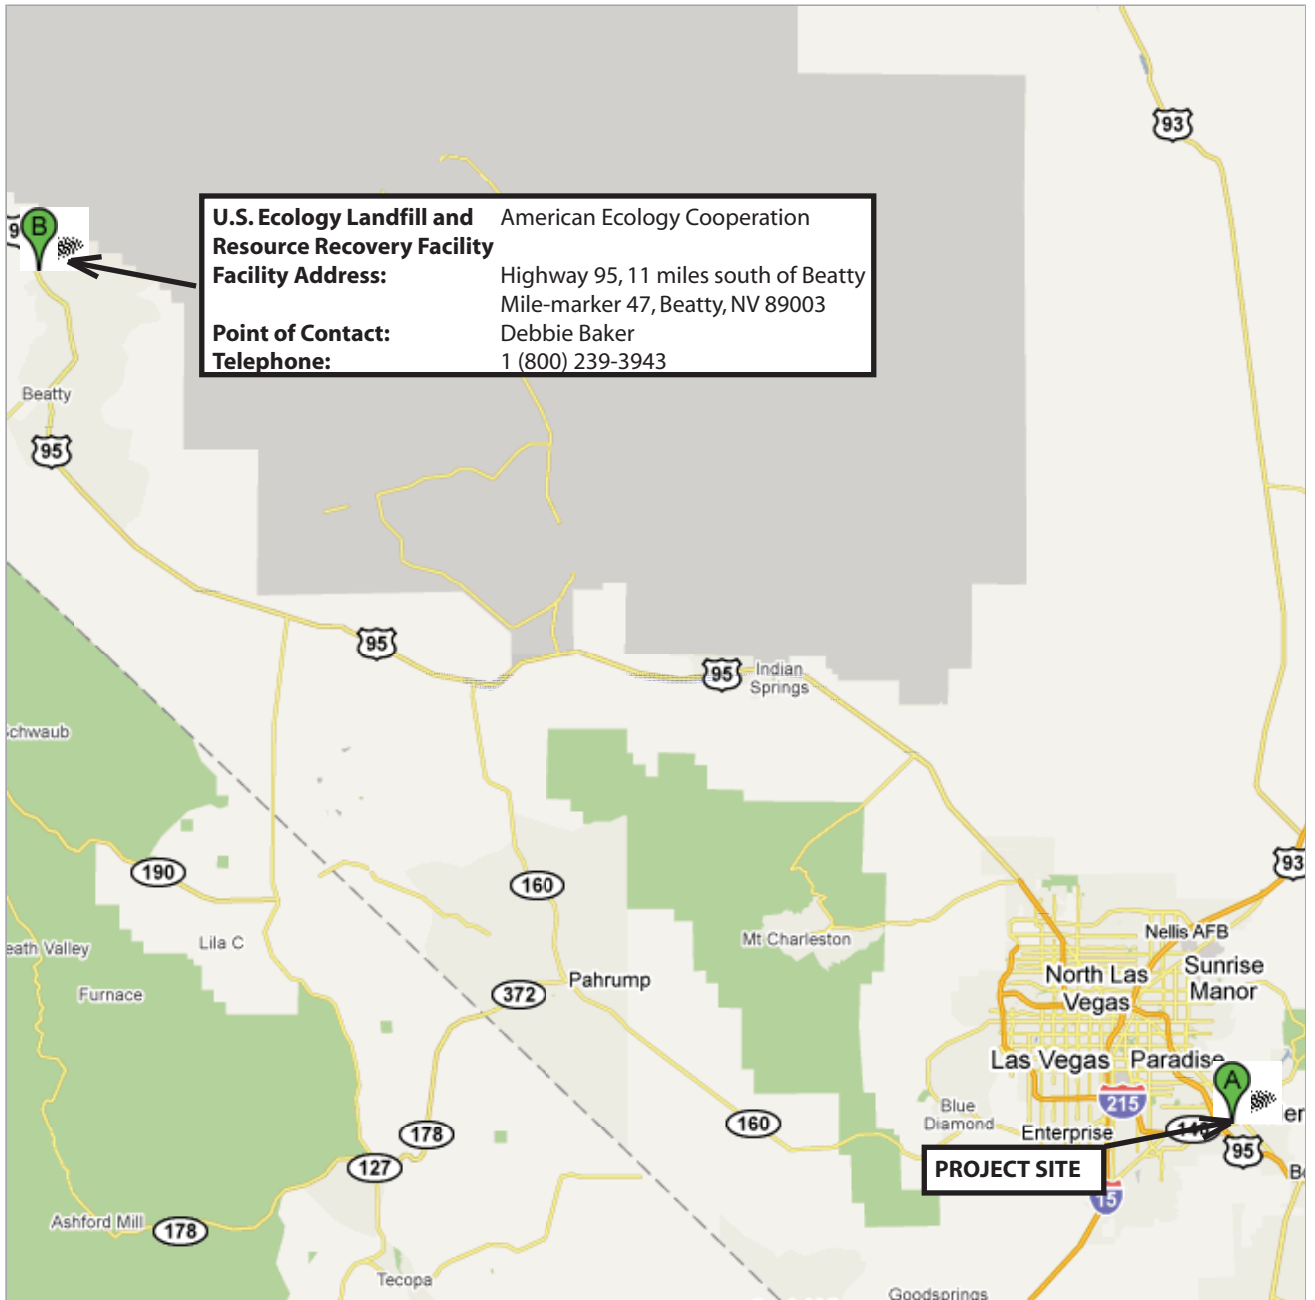 93
9
B
U.S. Ecology Landfill and American Ecology Cooperation
Resource Recovery Facility
Facility Address: Highway 95, 11 miles south of Beatty
Mile-marker 47, Beatty, NV 89003
Point of Contact: Debbie Baker
Telephone: 1 (800) 239-3943
Beatty
95
95
95
Indian
Springs
chwaub
190
160
93
Lila C
Mt Charleston
Nellis AFB
eath Valley
Furnace
372
Pahrump
North Las
Vegas
Sunrise
Manor
Las Vegas
Paradise
A
215
Blue
Diamond
Enterprise
er
178
160
95
127
PROJECT SITE
15
Ashford Mill
178
Tecopa
Goodsprings